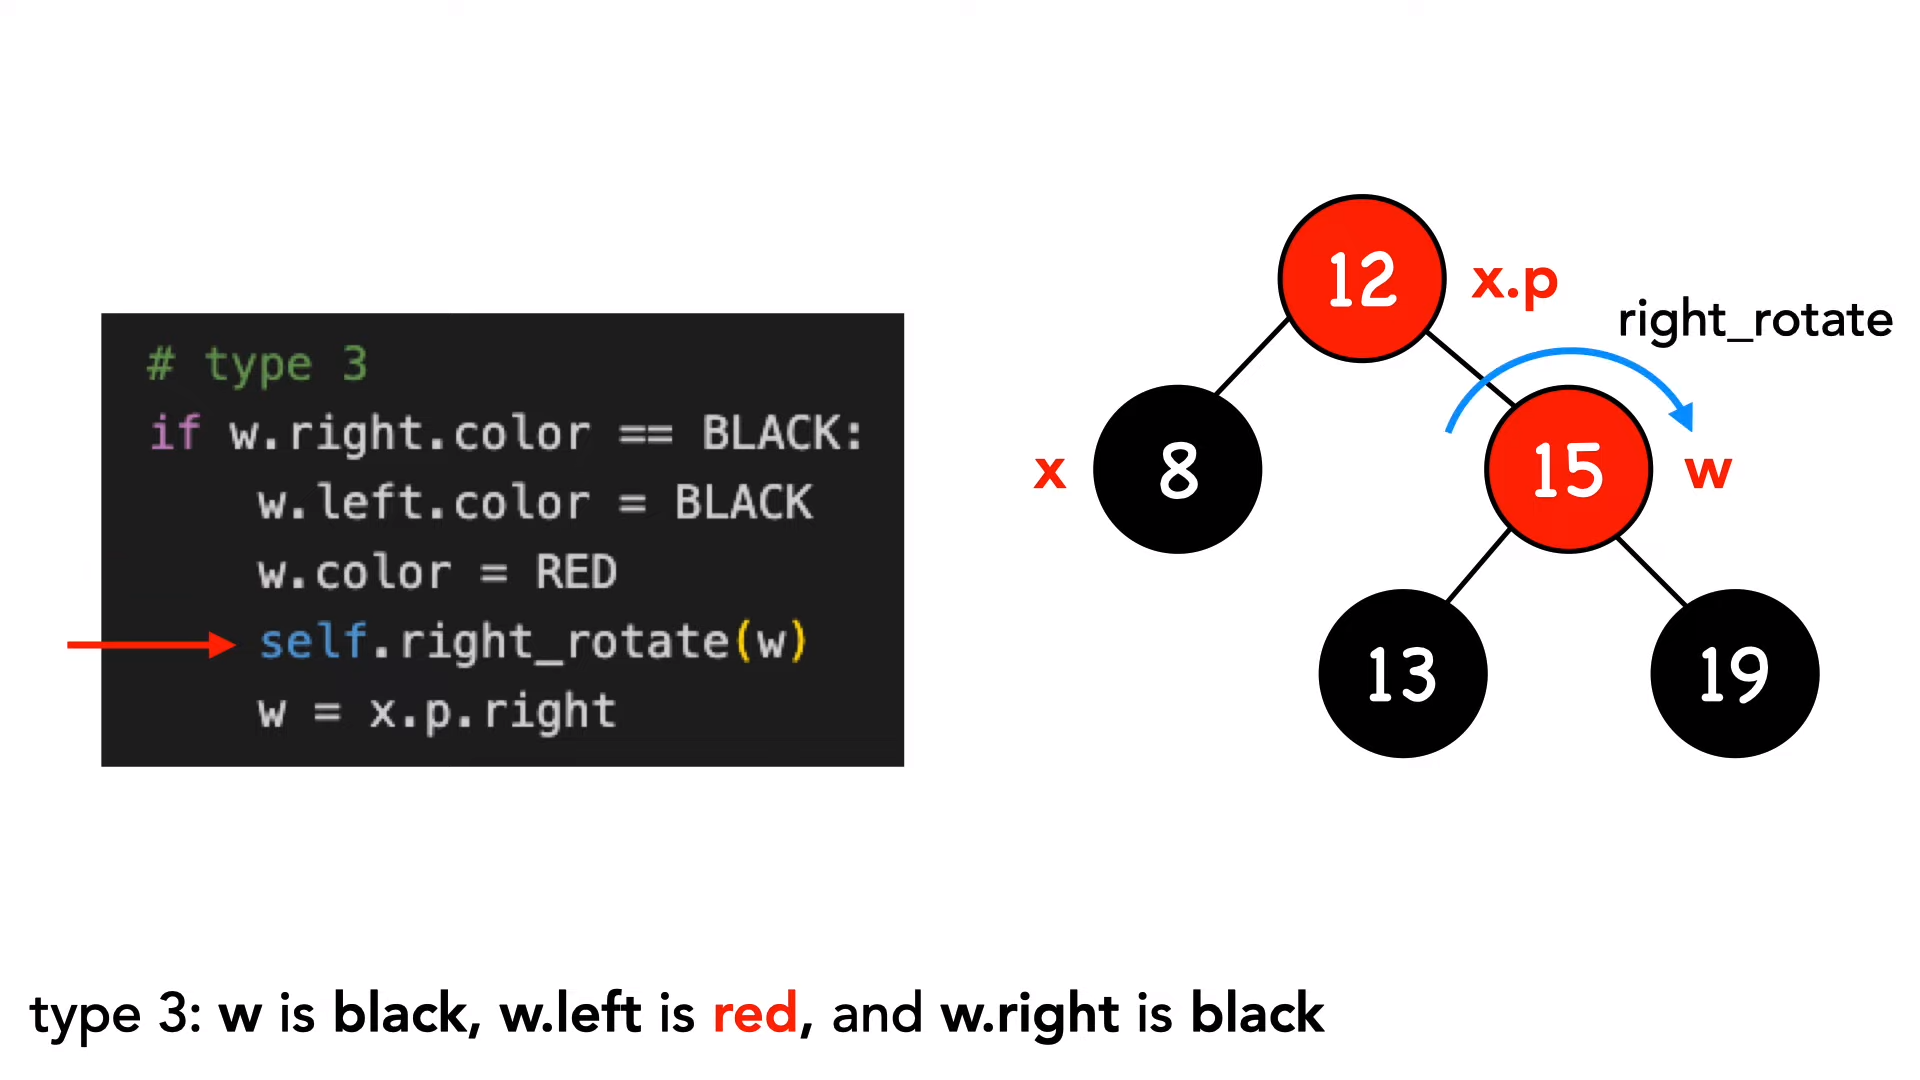 # type 3
if w.right.color == BLACK:
w.left.color = BLACK
w.color = RED
self.right_rotate(w)
w = x.p.right
12
x.p
right_rotate
x
8
15
w
13
19
type 3: w is black, w.left is red, and w.right is black